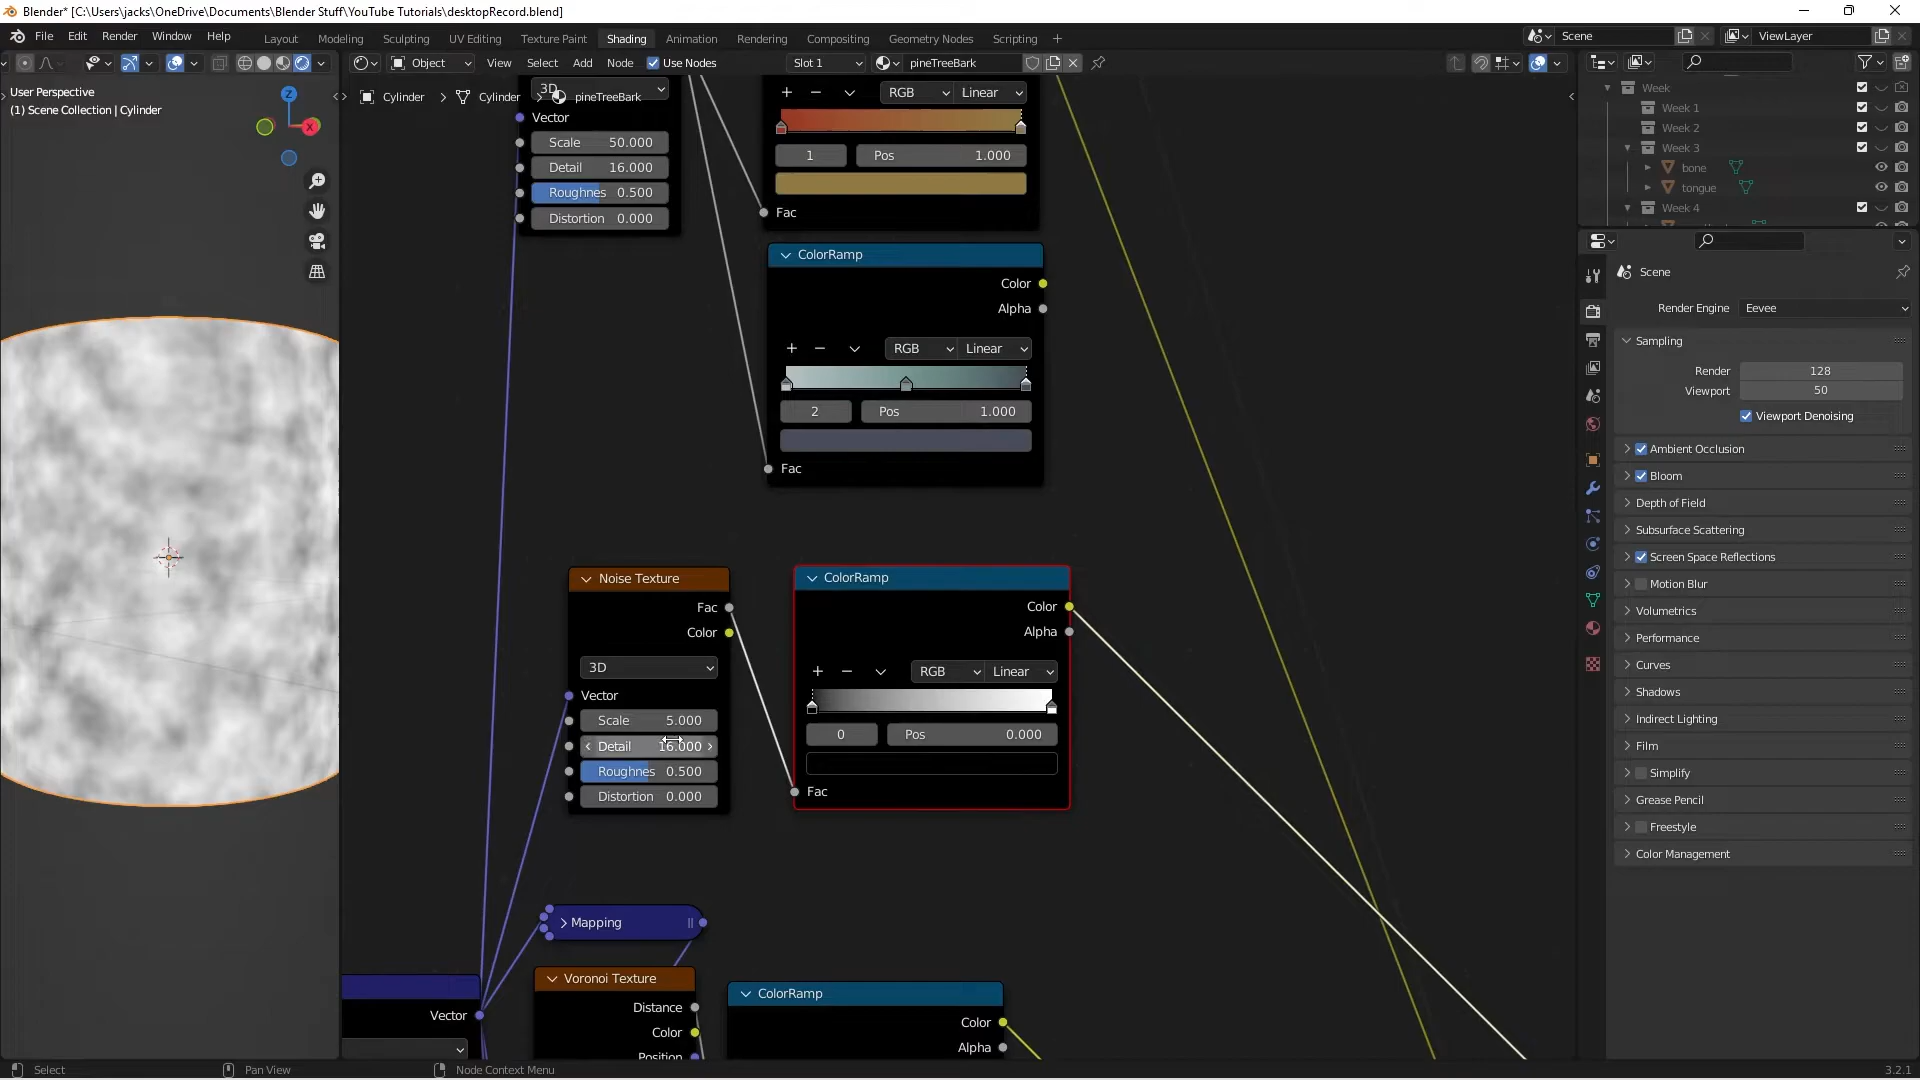 Blender* [C:\Users\jacks\OneDrive\Documents\Blender Stuff\YouTube Tutorials\desktopRecord.blend]
File Edit Render Window Help Layout Modeling Sculpting UV Editing Texture Paint Shading Animation Rendering Compositing Geometry Nodes Scripting + Scene ViewLayer
Object View Select Add Node Use Nodes Slot 1 pineTreeBark
User Perspective
(1) Scene Collection | Cylinder
Cylinder > Cylinder > pineTreeBark
3D
Vector
Scale 50.000
Detail 16.000
Roughnes 0.500
Distortion 0.000
RGB Linear
1 Pos 1.000
Fac
ColorRamp
Color
Alpha
RGB Linear
2 Pos 1.000
Fac
Noise Texture
Fac
Color
3D
Vector
Scale 5.000
Detail 16.000
Roughnes 0.500
Distortion 0.000
ColorRamp
Color
Alpha
RGB Linear
0 Pos 0.000
Fac
Mapping
Vector
Voronoi Texture
Distance
Color
Position
ColorRamp
Color
Alpha
Week
Week 1
Week 2
Week 3
bone
tongue
Week 4
Scene
Render Engine Eevee
Sampling
Render 128
Viewport 50
Viewport Denoising
Ambient Occlusion
Bloom
Depth of Field
Subsurface Scattering
Screen Space Reflections
Motion Blur
Volumetrics
Performance
Curves
Shadows
Indirect Lighting
Film
Simplify
Grease Pencil
Freestyle
Color Management
Select Pan View Node Context Menu 3.2.1